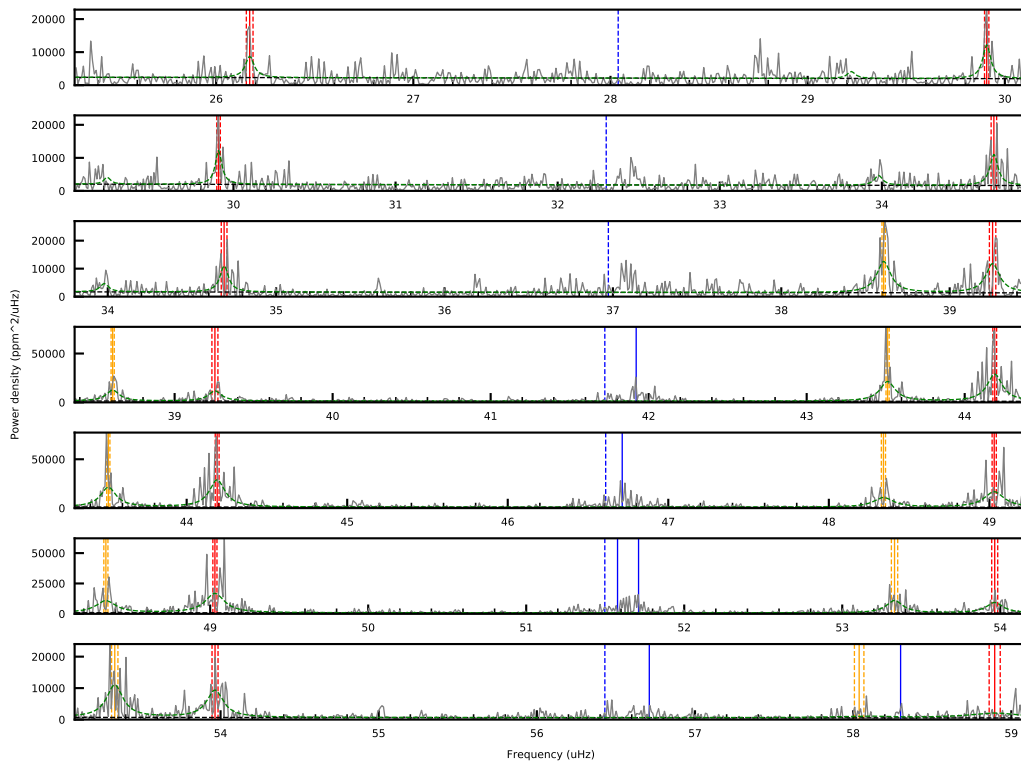 20000
10000
0
26 27 28 29 30
20000
10000
0
30 31 32 33 34
20000
10000
0
34 35 36 37 38 39
50000
0
39 40 41 42 43 44
50000
0
44 45 46 47 48 49
50000
25000
0
49 50 51 52 53 54
20000
10000
0
54 55 56 57 58 59
Power density (ppm^2/uHz)
Frequency (uHz)